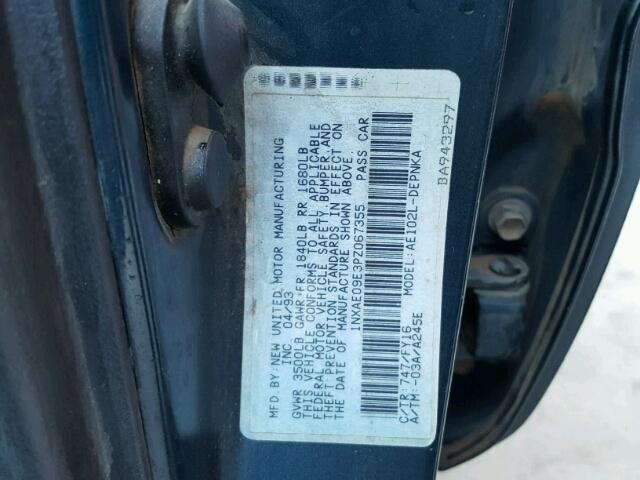 MFD BY: NEW UNITED MOTOR MANUFACTURING
INC 04/93
GVWR 3500LB GAWR:FR 1840LB RR 1680LB
THIS VEHICLE CONFORMS TO ALL APPLICABLE
FEDERAL MOTOR VEHICLE SAFETY BUMPER, AND
THEFT PREVENTION STANDARDS IN EFFECT ON
THE DATE OF MANUFACTURE SHOWN ABOVE.
1NXAE09E3PZ067355 PASS CAR
C/TR: 747/FY16 MODEL: AE102L-DEPNKA
A/TM: -03A/A245E
BA943297